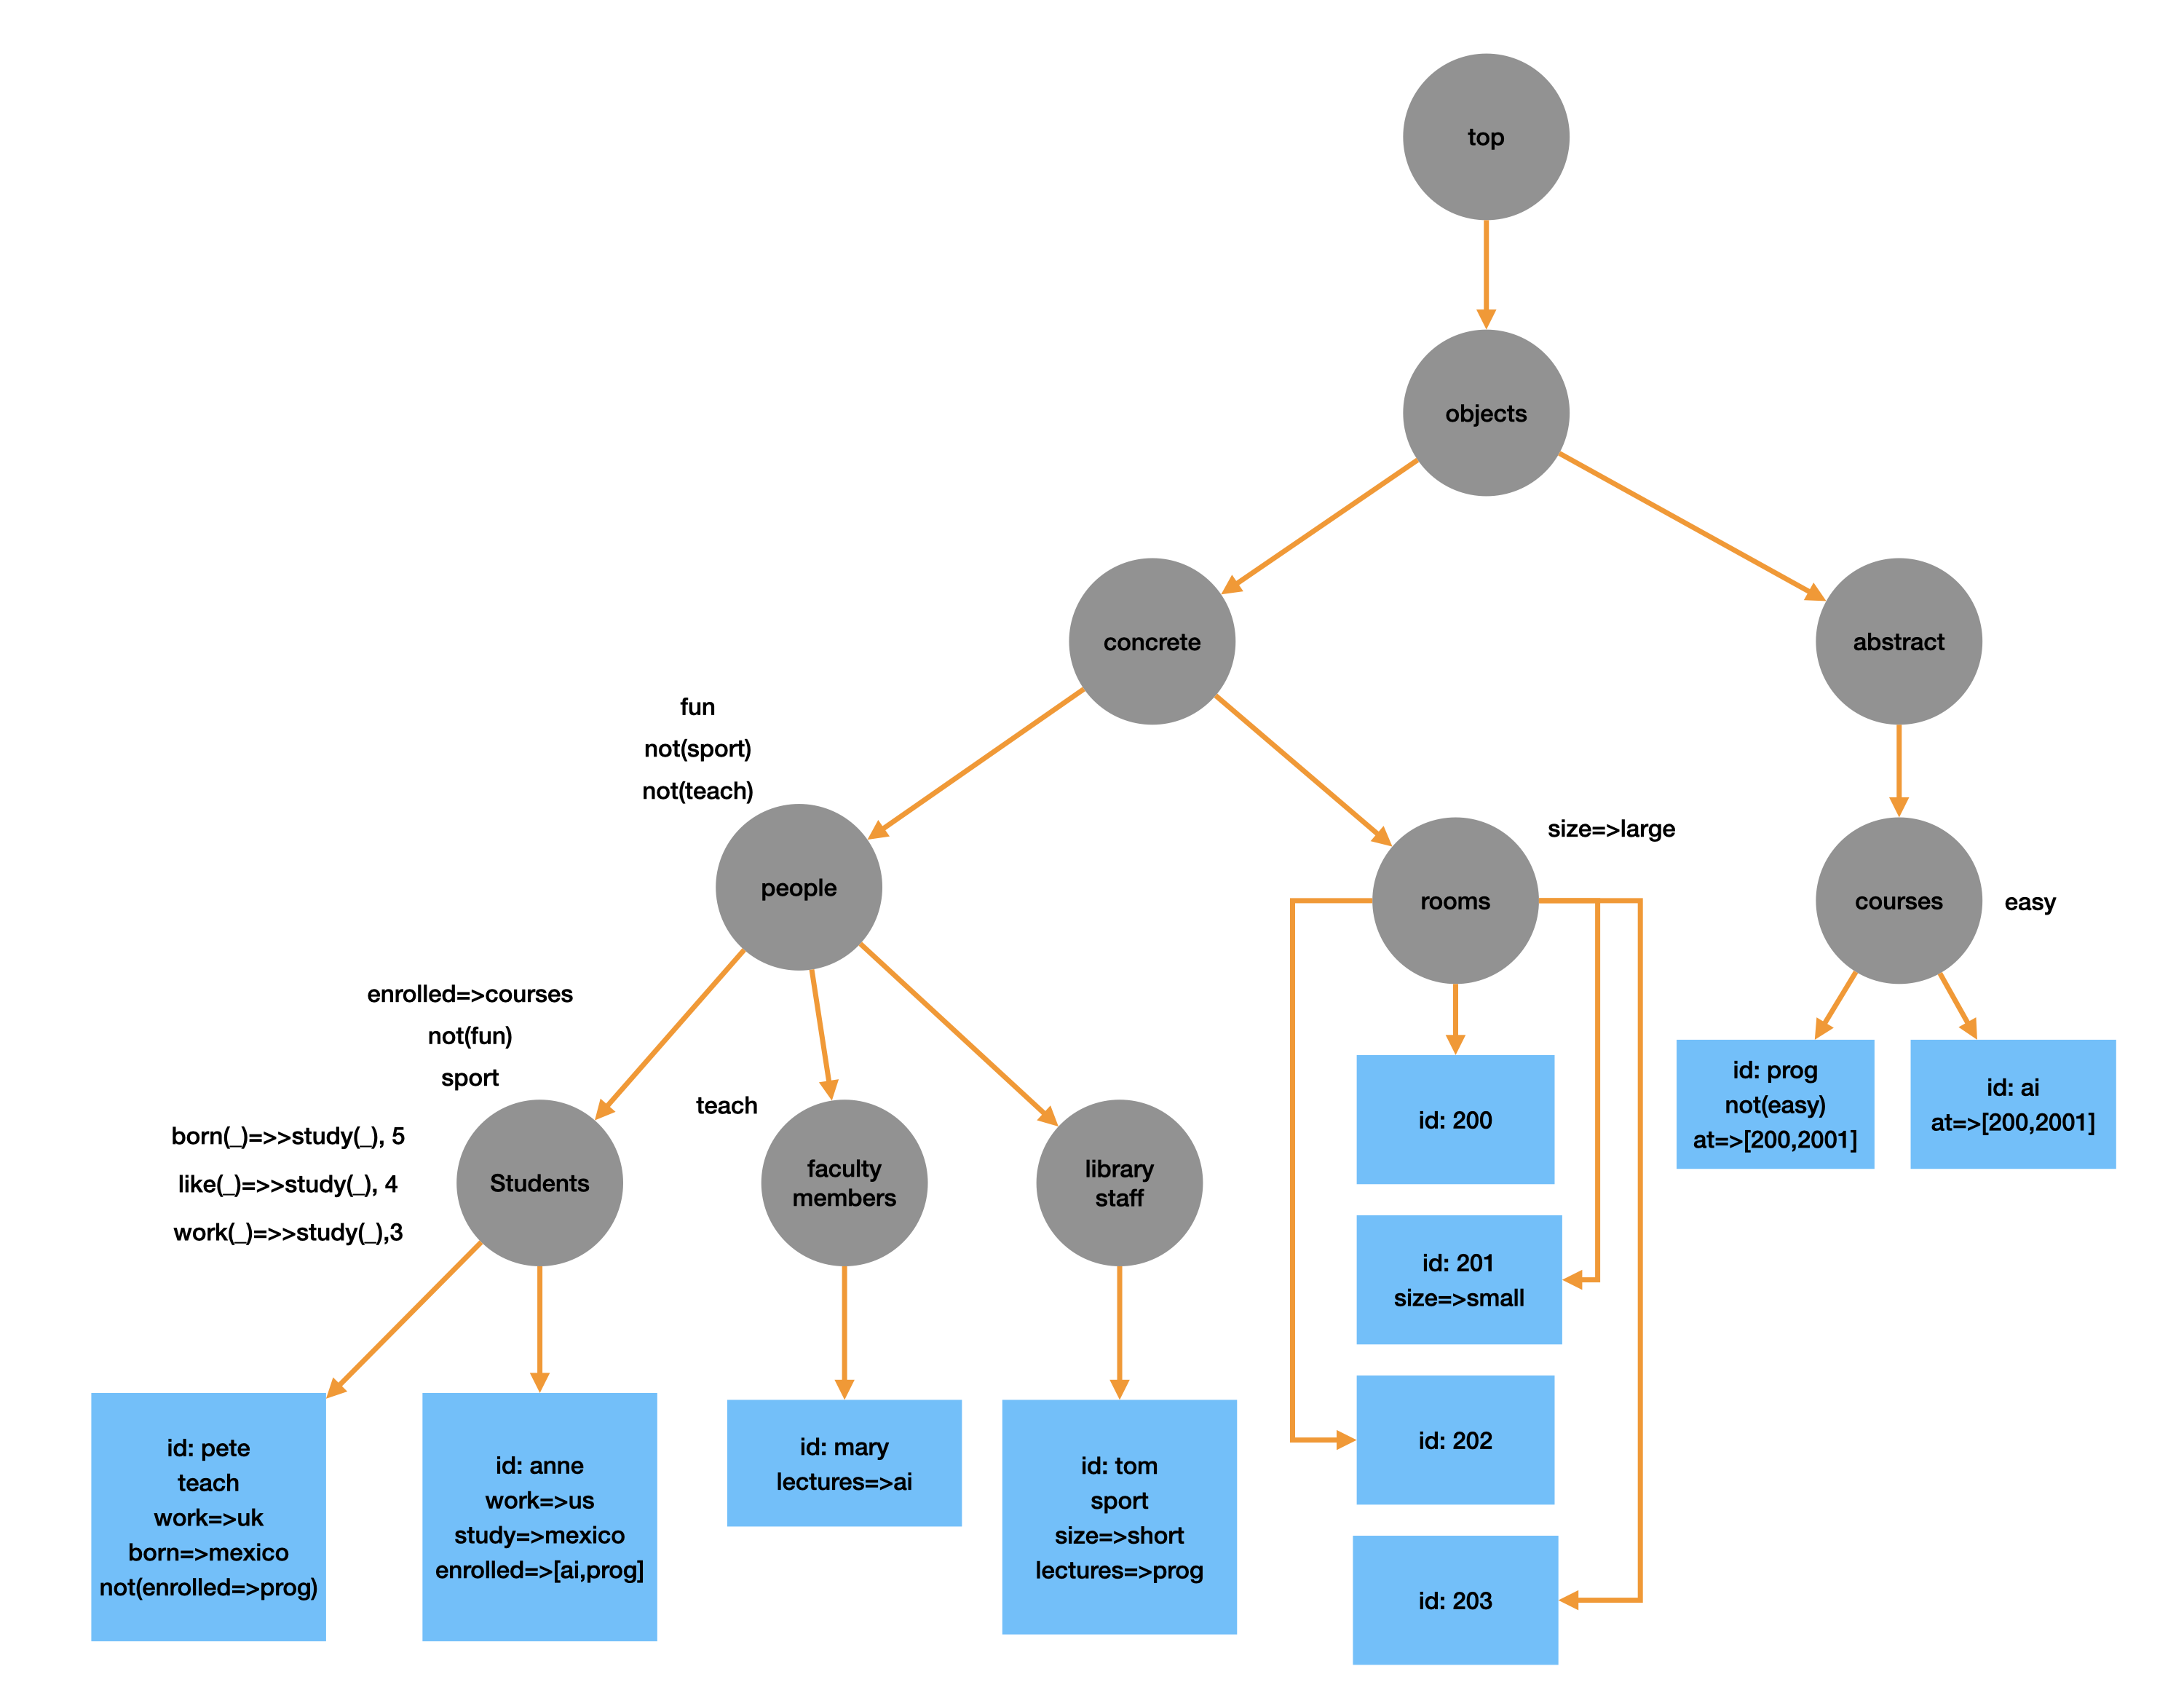 top
objects
concrete
abstract
fun
not(sport)
not(teach)
people
size=>large
rooms
courses
easy
enrolled=>courses
not(fun)
sport
born(_)=>>study(_), 5
like(_)=>>study(_), 4
work(_)=>>study(_),3
Students
teach
faculty
members
library
staff
id: 200
id: 201
size=>small
id: 202
id: 203
id: prog
not(easy)
at=>[200,2001]
id: ai
at=>[200,2001]
id: pete
teach
work=>uk
born=>mexico
not(enrolled=>prog)
id: anne
work=>us
study=>mexico
enrolled=>[ai,prog]
id: mary
lectures=>ai
id: tom
sport
size=>short
lectures=>prog